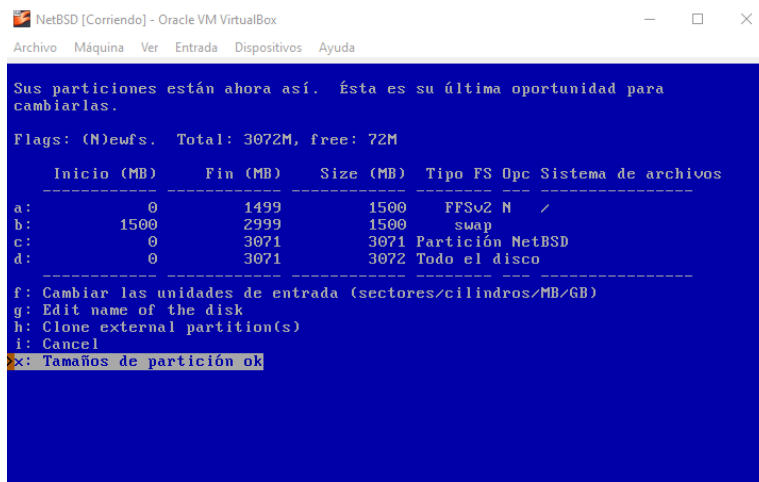 NetBSD [Corriendo] - Oracle VM VirtualBox
Archivo Máquina Ver Entrada Dispositivos Ayuda
Sus particiones están ahora así. Ésta es su última oportunidad para
cambiarlas.
Flags: (N)ewfs. Total: 3072M, free: 72M
Inicio (MB) Fin (MB) Size (MB) Tipo FS Opc Sistema de archivos
------------ ------------ ------------ -------- --- ----------------
a: 0 1499 1500 FFSv2 N /
b: 1500 2999 1500 swap
c: 0 3071 3071 Partición NetBSD
d: 0 3071 3072 Todo el disco
------------ ------------ ------------ -------- --- ----------------
f: Cambiar las unidades de entrada (sectores/cilindros/MB/GB)
g: Edit name of the disk
h: Clone external partition(s)
i: Cancel
>x: Tamaños de partición ok